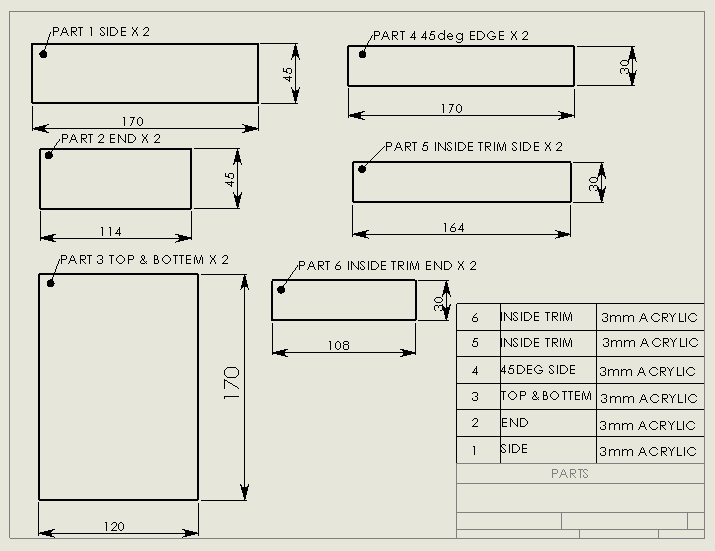 PART 1 SIDE X 2
45
170
PART 4 45deg EDGE X 2
30
170
PART 2 END X 2
45
114
PART 5 INSIDE TRIM SIDE X 2
30
164
PART 3 TOP & BOTTEM X 2
170
120
PART 6 INSIDE TRIM END X 2
30
108
6 INSIDE TRIM 3mm ACRYLIC
5 INSIDE TRIM 3mm ACRYLIC
4 45DEG SIDE 3mm ACRYLIC
3 TOP & BOTTEM 3mm ACRYLIC
2 END 3mm ACRYLIC
1 SIDE 3mm ACRYLIC
PARTS